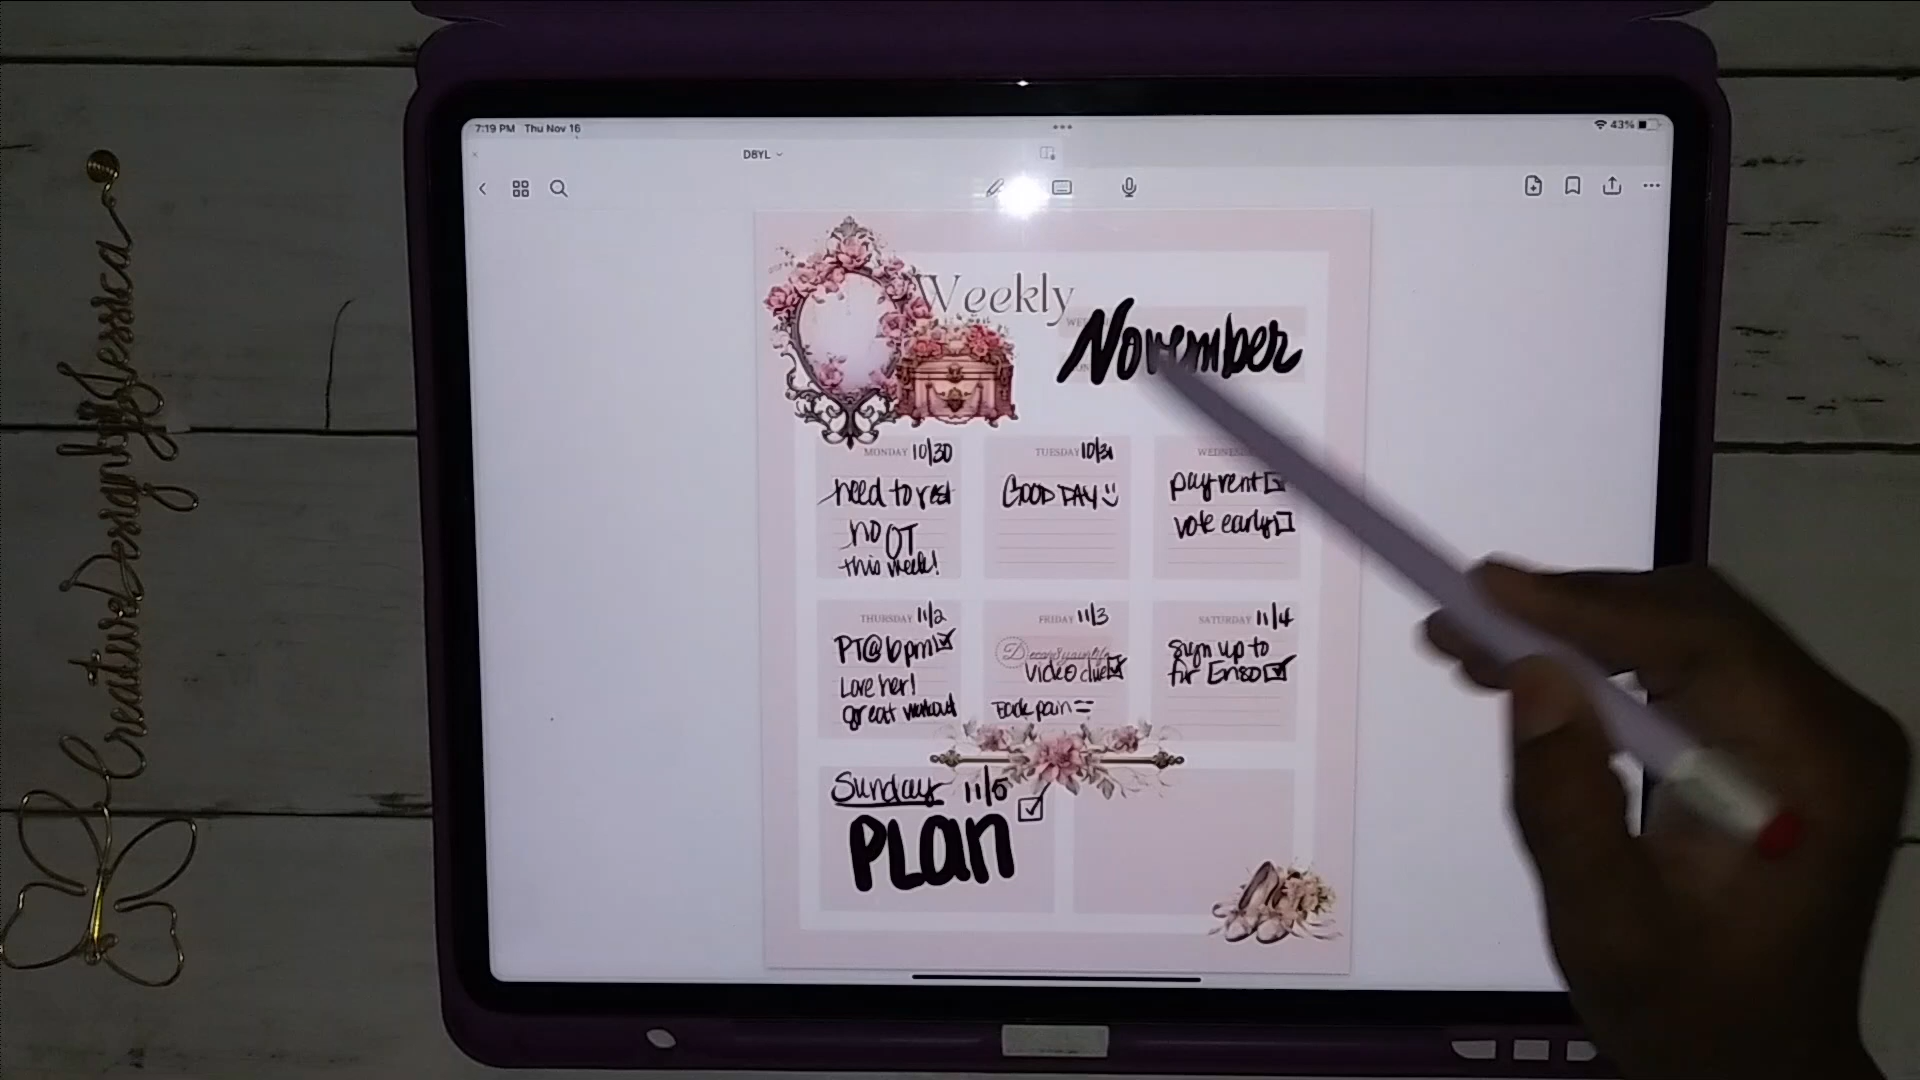 7:19 PM Thu Nov 16
43%
DBYL
Weekly
November
MONDAY 10/30
need to rest
no OT
this week!
TUESDAY 10/31
GOOD DAY
pay rent
vote early
THURSDAY 11/2
PT@6pm
Love her!
great workout
FRIDAY 11/3
video
Back pain
SATURDAY 11/4
sign up to
for Enso
Sunday 11/5
PLan
CreativeDesignbyJessica